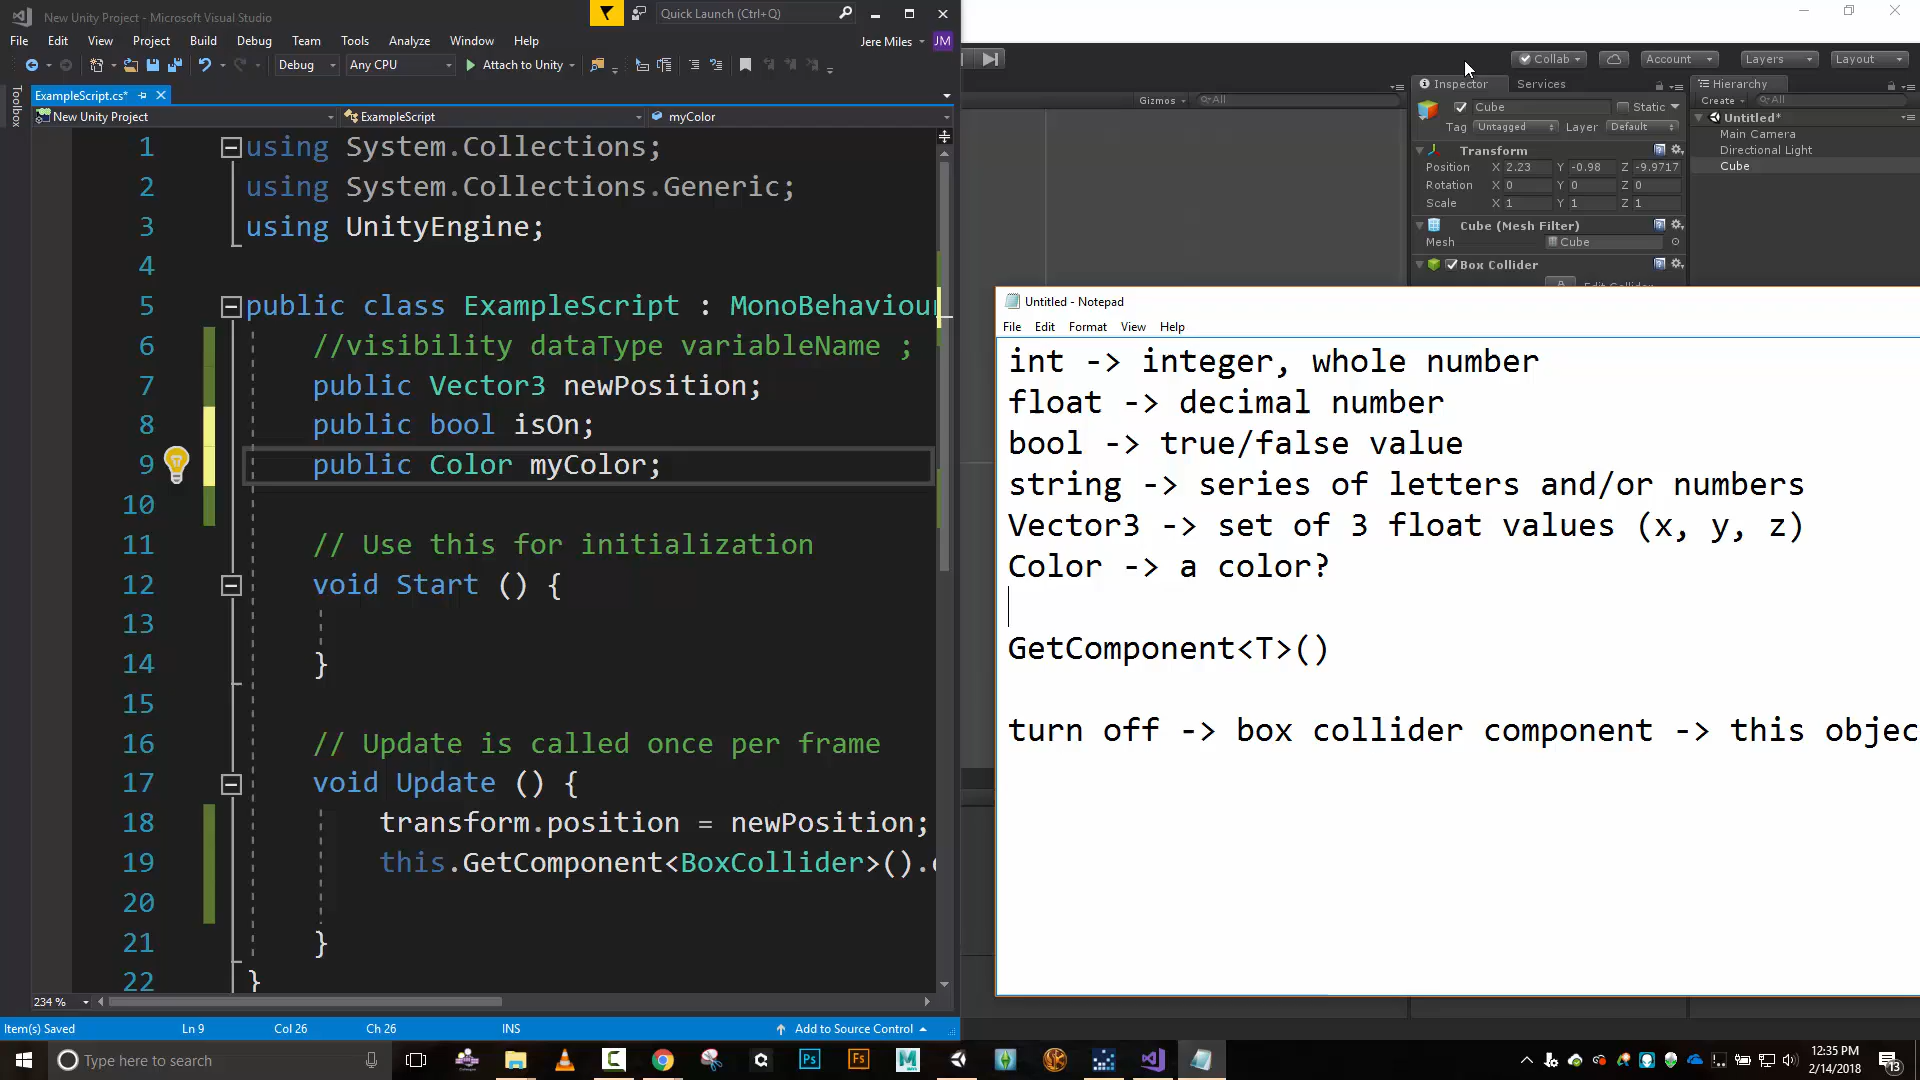 New Unity Project - Microsoft Visual Studio
Quick Launch (Ctrl+Q)
File Edit View Project Build Debug Team Tools Analyze Window Help
Jere Miles JM
Debug Any CPU Attach to Unity
Toolbox
ExampleScript.cs*
New Unity Project ExampleScript myColor
1 using System.Collections;
2 using System.Collections.Generic;
3 using UnityEngine;
4
5 public class ExampleScript : MonoBehaviour
6 //visibility dataType variableName ;
7 public Vector3 newPosition;
8 public bool isOn;
9 public Color myColor;
10
11 // Use this for initialization
12 void Start () {
13
14 }
15
16 // Update is called once per frame
17 void Update () {
18 transform.position = newPosition;
19 this.GetComponent<BoxCollider>().
20
21 }
22 }
234 %
Item(s) Saved Ln 9 Col 26 Ch 26 INS Add to Source Control
Collab Account Layers Layout
Gizmos All
Inspector Services
Cube Static
Tag Untagged Layer Default
Transform
Position X 2.23 Y -0.98 Z -9.9717
Rotation X 0 Y 0 Z 0
Scale X 1 Y 1 Z 1
Cube (Mesh Filter)
Mesh Cube
Box Collider
Edit Collider
Hierarchy
Create All
Untitled*
Main Camera
Directional Light
Cube
Untitled - Notepad
File Edit Format View Help
int -> integer, whole number
float -> decimal number
bool -> true/false value
string -> series of letters and/or numbers
Vector3 -> set of 3 float values (x, y, z)
Color -> a color?
GetComponent<T>()
turn off -> box collider component -> this objec
Type here to search
Ps Fs M
12:35 PM
2/14/2018
13